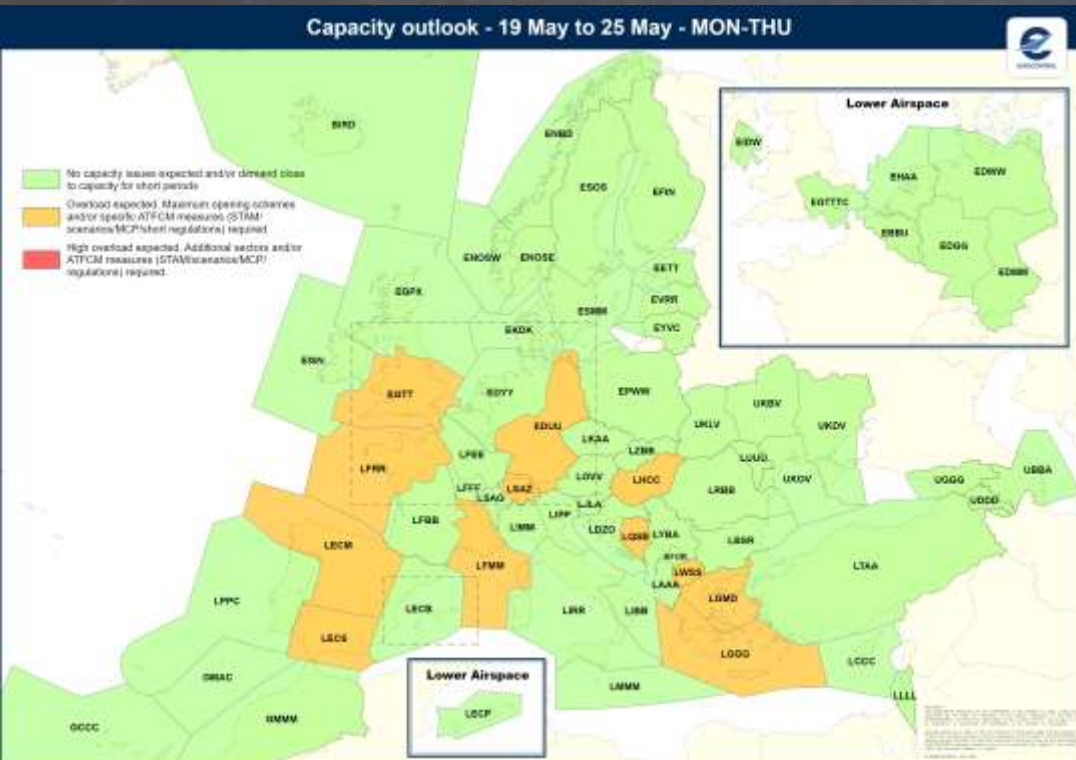 Capacity outlook - 19 May to 25 May - MON-THU
EUROCONTROL
No capacity issues expected and/or demand close
to capacity for short periods
Overload expected. Maximum opening schemes
and/or specific ATFCM measures (STAM/
scenarios/MCP/short regulations) required
High overload expected. Additional sectors and/or
ATFCM measures (STAM/scenarios/MCP/
regulations) required.
Lower Airspace
EIDW
EHAA
EDWW
EGTTTC
EBBU
EDGG
EDMM
BIRD
ENBD
ESOS
EFIN
ENOSW
ENOSE
EETT
EGPX
EVRR
ESMM
EKDK
EYVC
EISN
EGTT
EDYY
EPWW
UKBV
UKLV
UKDV
EDUU
LKAA
LZBB
LFEE
LFRR
LOVV
LHCC
LUUU
UKOV
UGGG
UBBA
LFFF
LSAZ
LSAG
LRBB
UDDD
LJLA
LIPP
LFBB
LIMM
LDZO
LQSB
LYBA
LBSR
LECM
LFMM
LWSS
LAAA
LTAA
LPPC
LECB
LIRR
LIBB
LGMD
LECS
LGGG
LCCC
GMAC
LMMM
LLLL
GCCC
GMMM
Lower Airspace
LECP